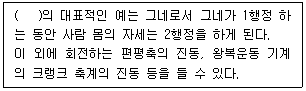 (   )의 대표적인 예는 그네로서 그네가 1행정 하
는 동안 사람 몸의 자세는 2행정을 하게 된다.
이 외에 회전하는 편평축의 진동, 왕복운동 기계
의 크랭크 축계의 진동 등을 들 수 있다.